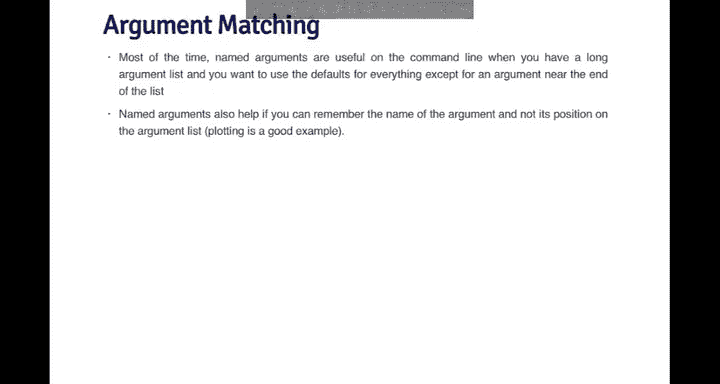 Argument Matching
· Most of the time, named arguments are useful on the command line when you have a long
argument list and you want to use the defaults for everything except for an argument near the end
of the list
· Named arguments also help if you can remember the name of the argument and not its position on
the argument list (plotting is a good example).